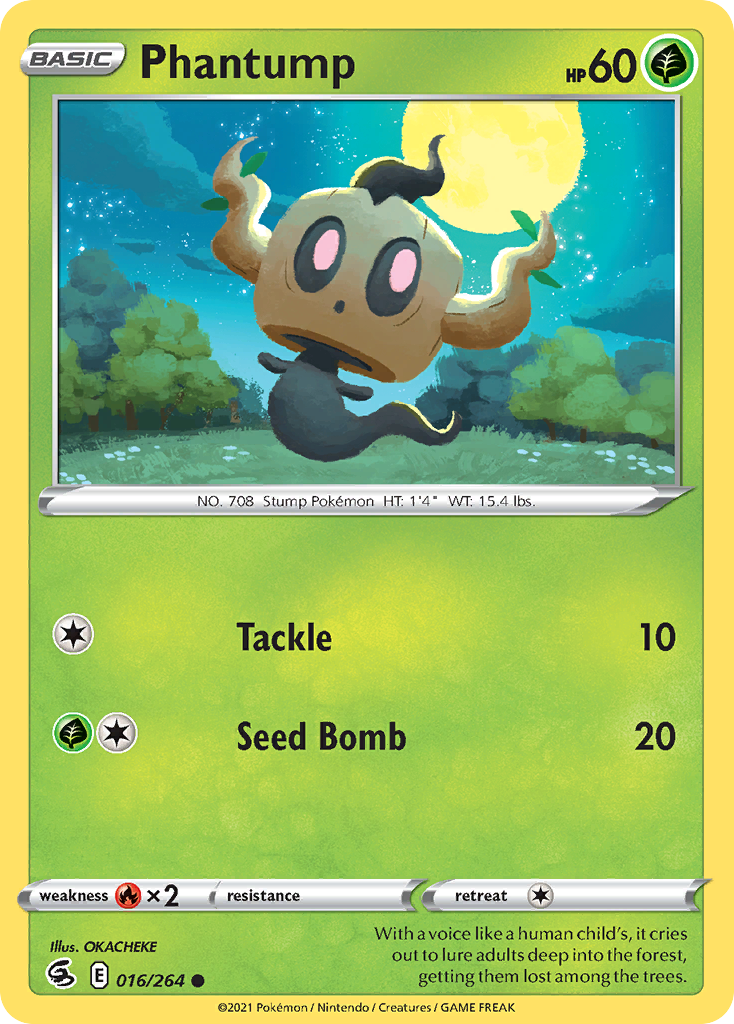 BASIC Phantump HP60
NO. 708 Stump Pokémon HT: 1'4" WT: 15.4 lbs.
Tackle 10
Seed Bomb 20
weakness ×2 resistance retreat
Illus. OKACHEKE
With a voice like a human child's, it cries
out to lure adults deep into the forest,
getting them lost among the trees.
E 016/264
©2021 Pokémon / Nintendo / Creatures / GAME FREAK